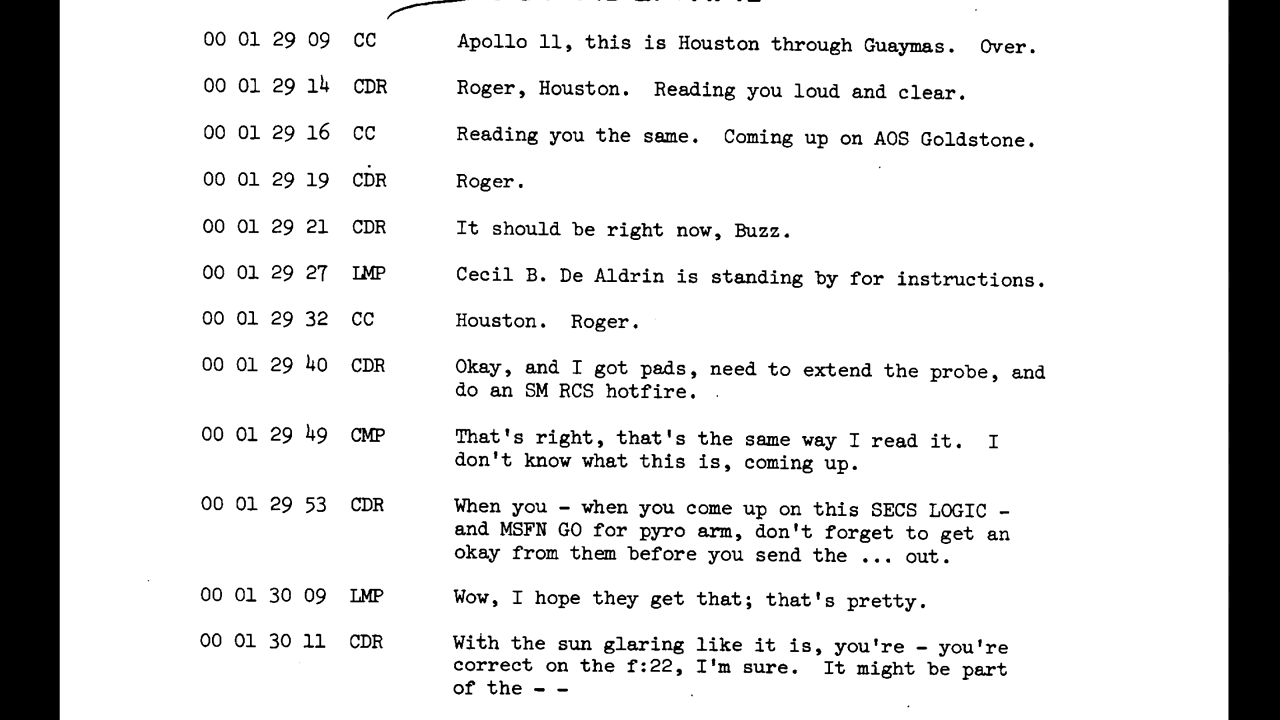 00 01 29 09 CC Apollo 11, this is Houston through Guaymas. Over.
00 01 29 14 CDR Roger, Houston. Reading you loud and clear.
00 01 29 16 CC Reading you the same. Coming up on AOS Goldstone.
00 01 29 19 CDR Roger.
00 01 29 21 CDR It should be right now, Buzz.
00 01 29 27 LMP Cecil B. De Aldrin is standing by for instructions.
00 01 29 32 CC Houston. Roger.
00 01 29 40 CDR Okay, and I got pads, need to extend the probe, and
do an SM RCS hotfire.
00 01 29 49 CMP That's right, that's the same way I read it. I
don't know what this is, coming up.
00 01 29 53 CDR When you - when you come up on this SECS LOGIC -
and MSFN GO for pyro arm, don't forget to get an
okay from them before you send the ... out.
00 01 30 09 LMP Wow, I hope they get that; that's pretty.
00 01 30 11 CDR With the sun glaring like it is, you're - you're
correct on the f:22, I'm sure. It might be part
of the - -